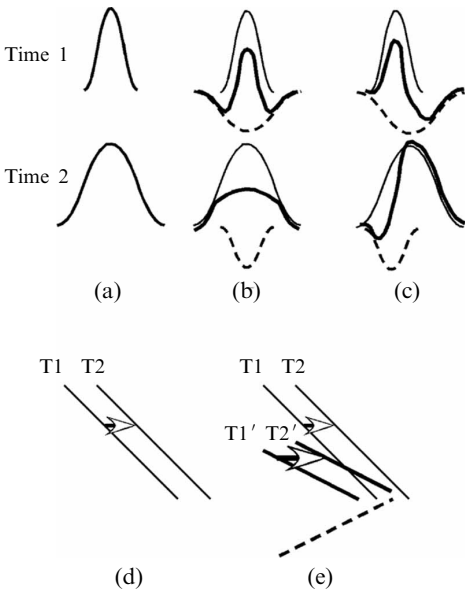 Time 1
Time 2
(a) (b) (c)
T1 T2 T1 T2
T1′ T2′
(d) (e)